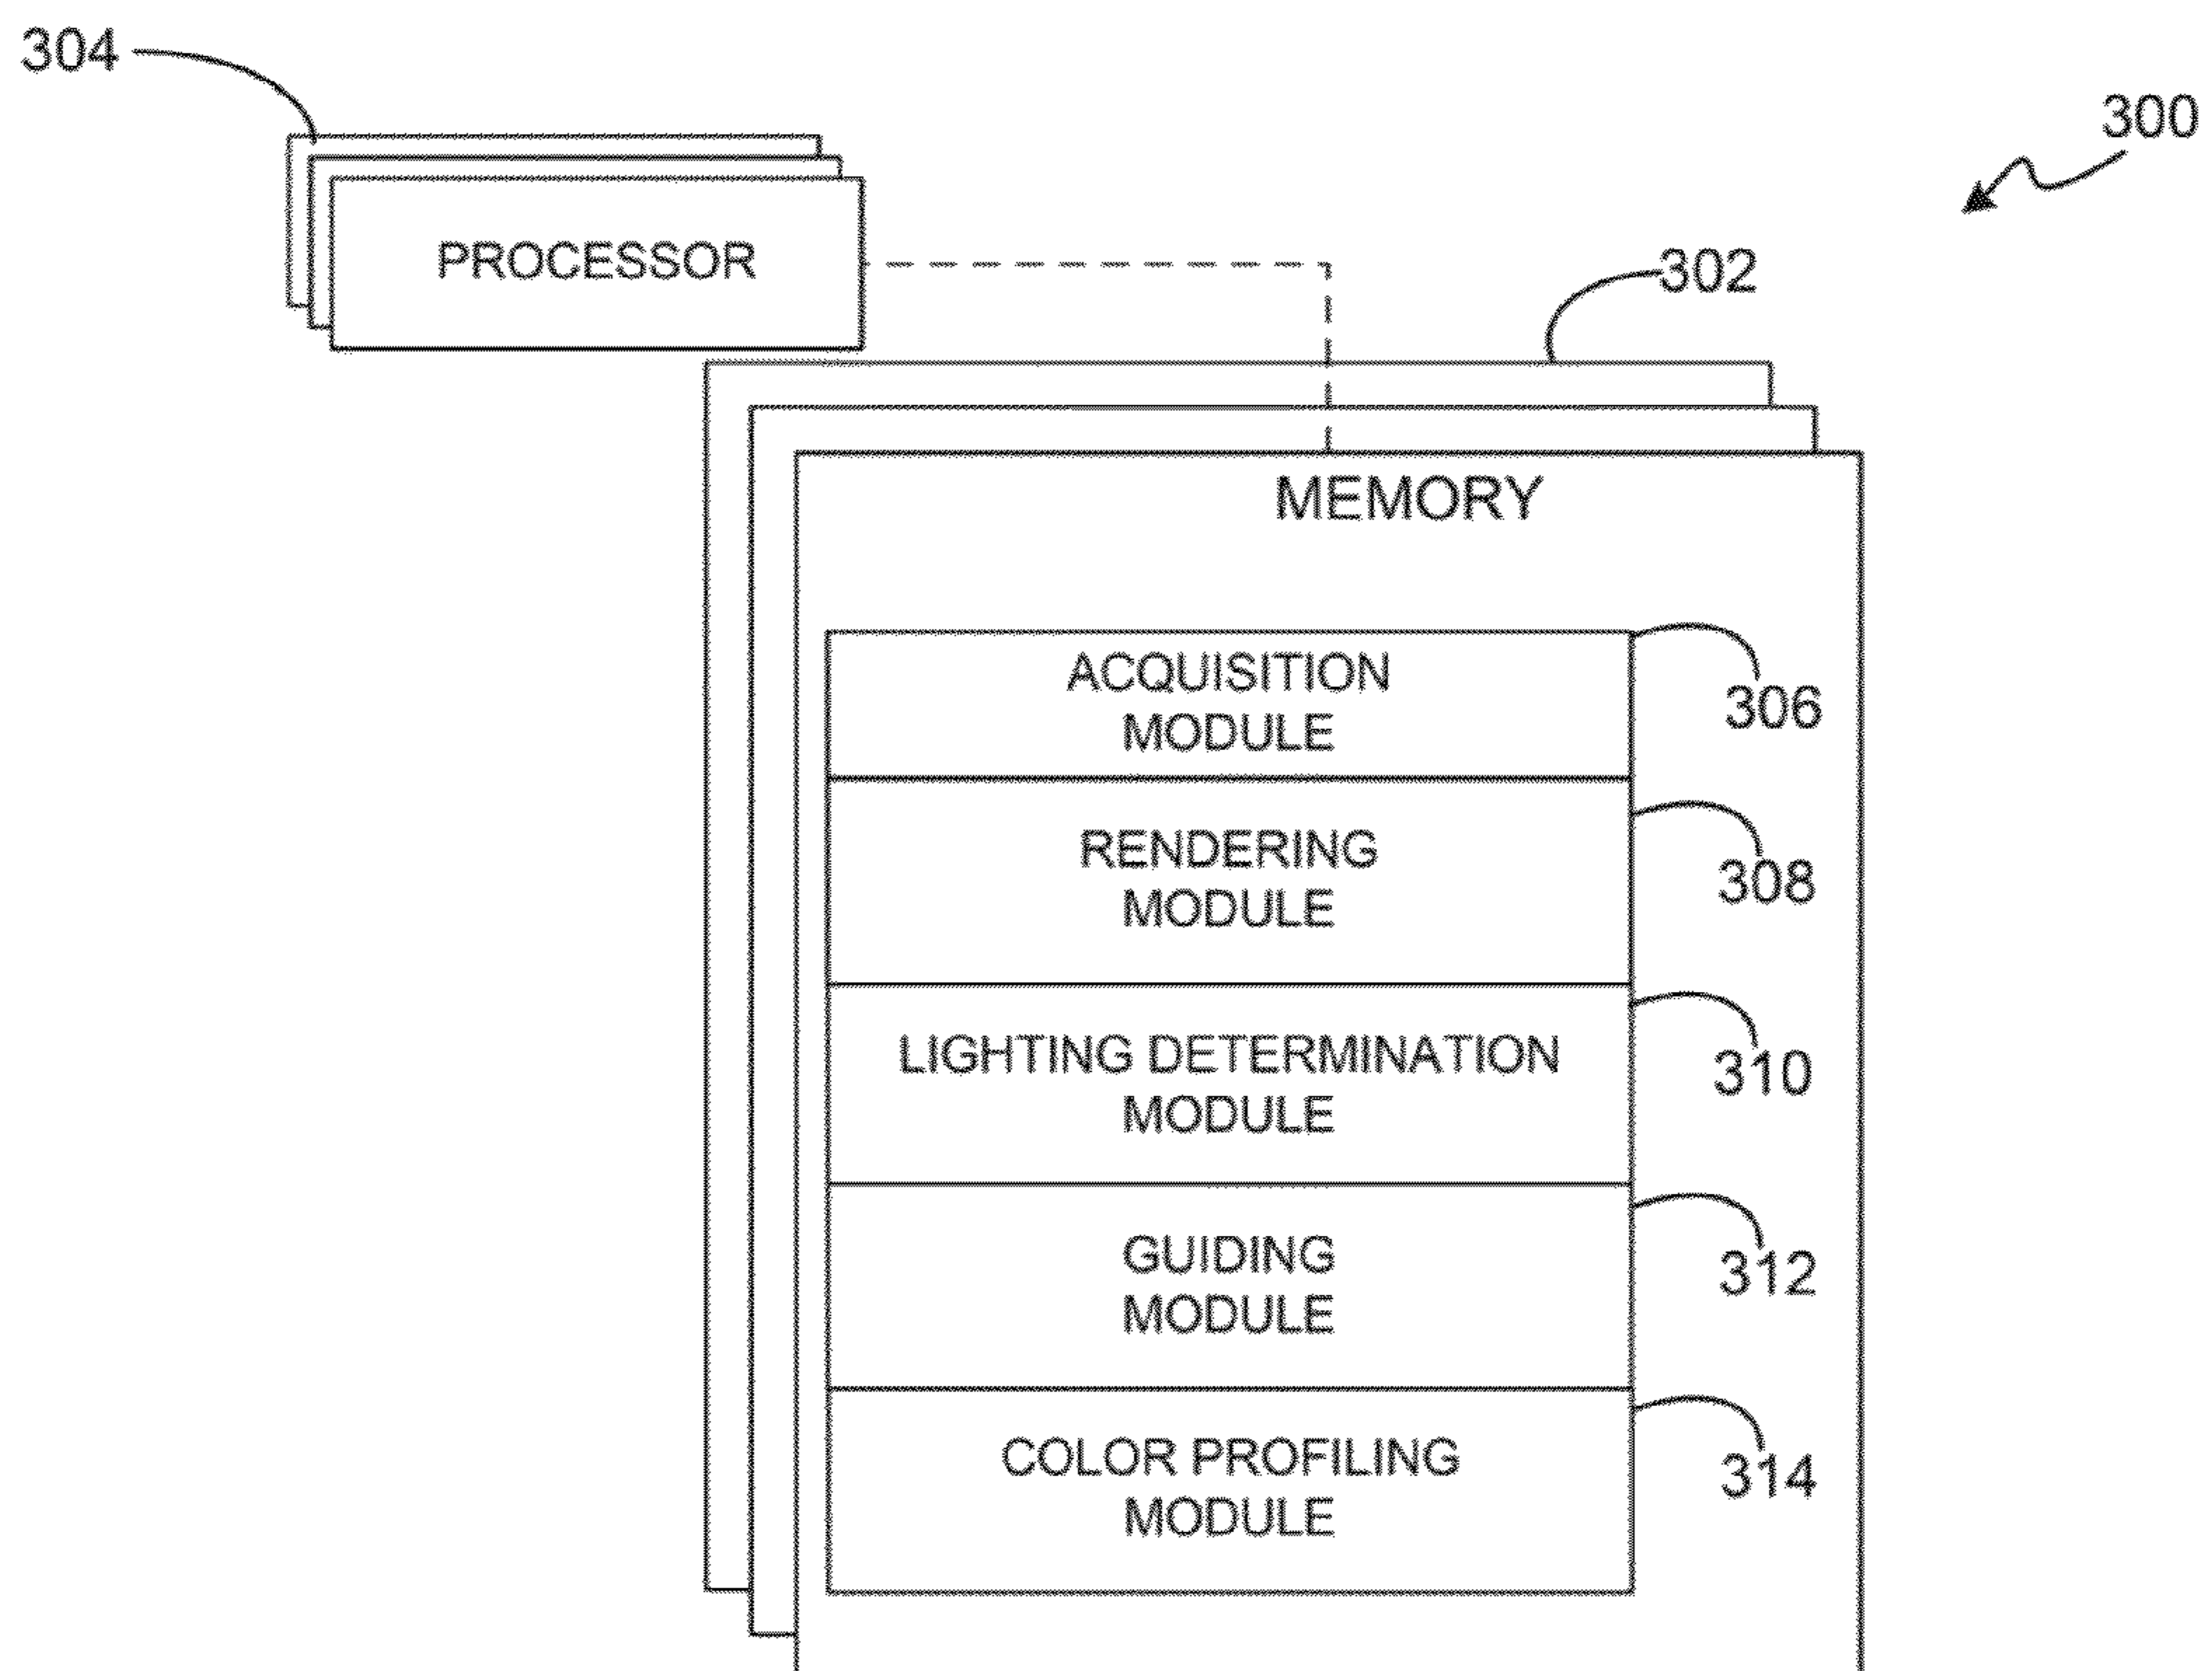 304
300
PROCESSOR
302
MEMORY
ACQUISITION
MODULE
306
RENDERING
MODULE
308
LIGHTING DETERMINATION
MODULE
310
GUIDING
MODULE
312
COLOR PROFILING
MODULE
314